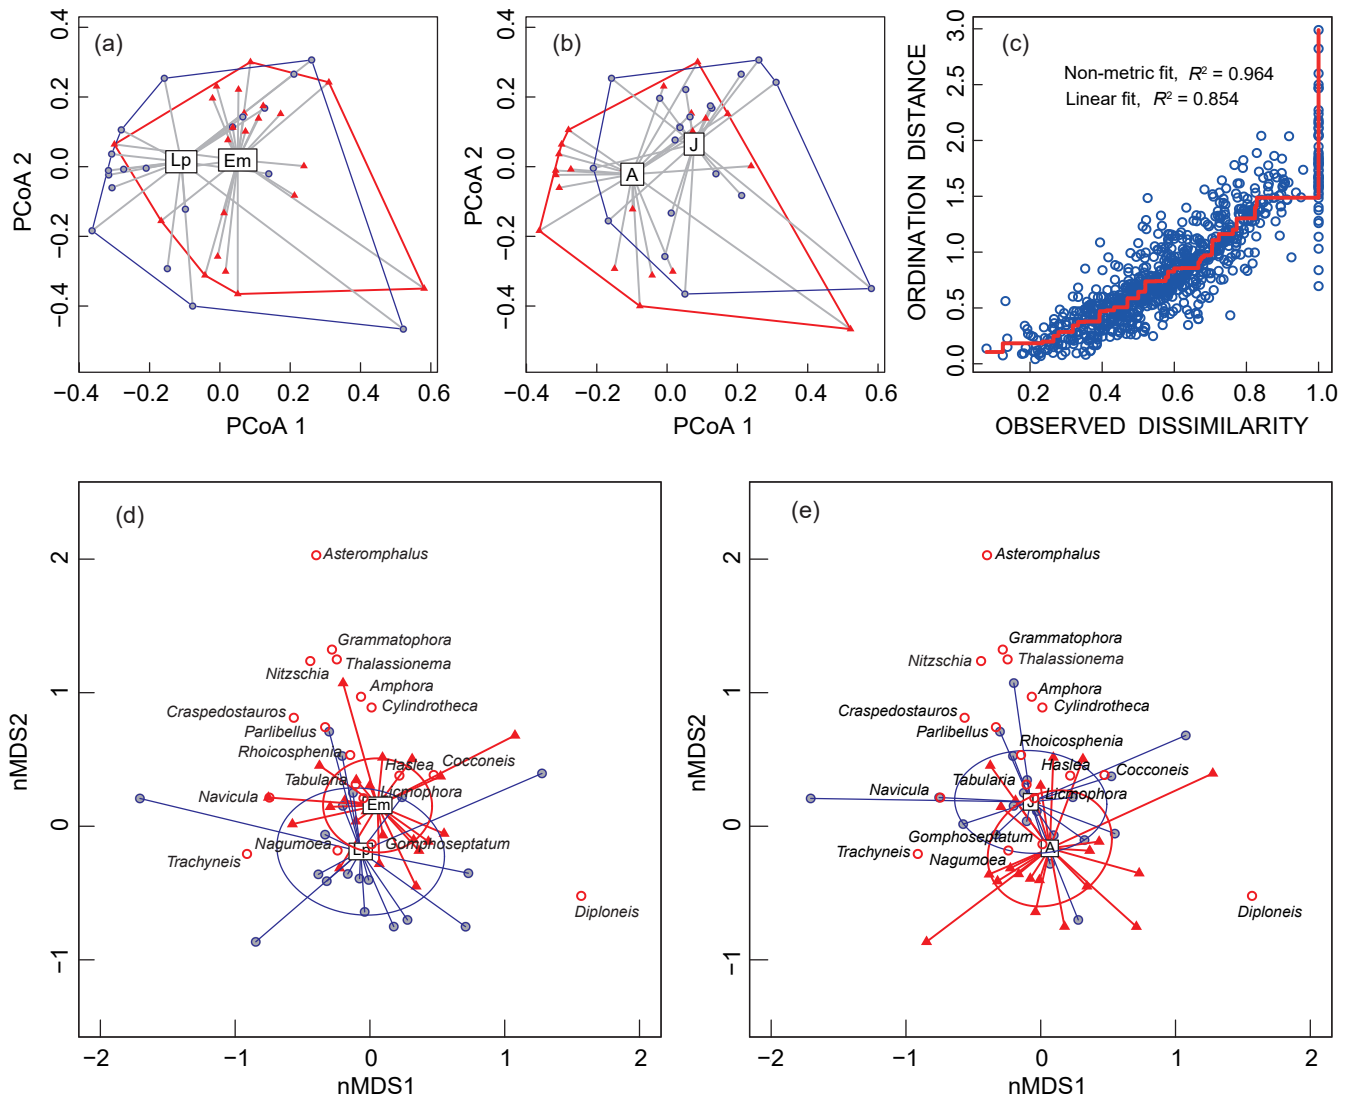 (a)
0.4
0.2
0.0
−0.2
−0.4
PCoA 2
Lp
Em
−0.4
−0.2
0.0
0.2
0.4
0.6
PCoA 1
(b)
0.4
0.2
0.0
−0.2
−0.4
PCoA 2
J
A
−0.4
−0.2
0.0
0.2
0.4
0.6
PCoA 1
(c)
Non-metric fit, R² = 0.964
Linear fit, R² = 0.854
3.0
2.5
2.0
1.5
1.0
0.5
0.0
ORDINATION DISTANCE
0.2
0.4
0.6
0.8
1.0
OBSERVED DISSIMILARITY
(d)
Asteromphalus
Grammatophora
Thalassionema
Nitzschia
Amphora
Cylindrotheca
Craspedostauros
Parlibellus
Rhoicosphenia
Haslea
Cocconeis
Tabularia
Licmophora
Navicula
Em
Nagumoea
Gomphoseptatum
Lp
Trachyneis
Diploneis
2
1
0
−1
nMDS2
−2
−1
0
1
2
nMDS1
(e)
Asteromphalus
Grammatophora
Nitzschia
Thalassionema
Amphora
Cylindrotheca
Craspedostauros
Parlibellus
Rhoicosphenia
Haslea
Cocconeis
Tabularia
Navicula
Licmophora
J
Gomphoseptatum
A
Trachyneis
Nagumoea
Diploneis
2
1
0
−1
nMDS2
−2
−1
0
1
2
nMDS1